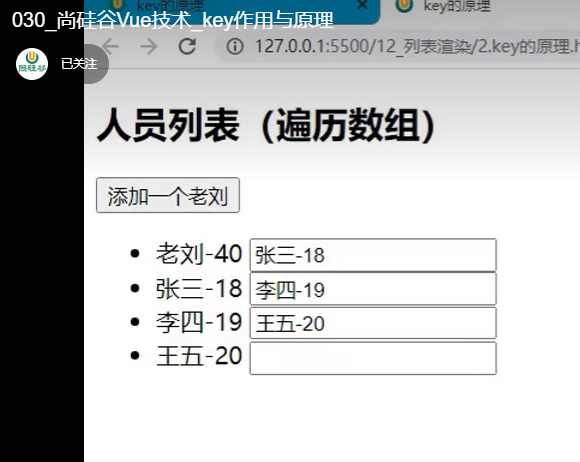 030_尚硅谷Vue技术_key作用与原理
key的原理
key的原理
尚硅谷
已关注
127.0.0.1:5500/12_列表渲染/2.key的原理.h
人员列表（遍历数组）
添加一个老刘
老刘-40 张三-18
张三-18 李四-19
李四-19 王五-20
王五-20